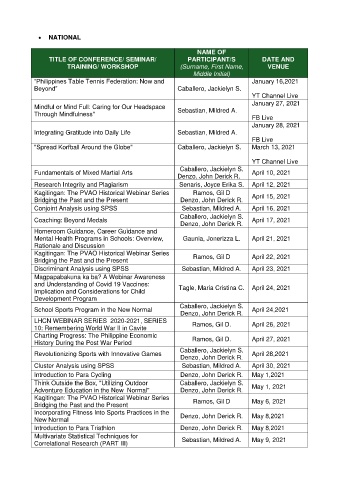 • NATIONAL
TITLE OF CONFERENCE/ SEMINAR/ TRAINING/ WORKSHOP
NAME OF PARTICIPANT/S (Surname, First Name, Middle Initial)
DATE AND VENUE
"Philippines Table Tennis Federation: Now and Beyond"
Caballero, Jackielyn S.
January 16,2021
YT Channel Live
Mindful or Mind Full: Caring for Our Headspace Through Mindfulness"
Sebastian, Mildred A.
January 27, 2021
FB Live
Integrating Gratitude into Daily Life
Sebastian, Mildred A.
January 28, 2021
FB Live
"Spread Korfball Around the Globe"
Caballero, Jackielyn S.
March 13, 2021
YT Channel Live
Fundamentals of Mixed Martial Arts
Caballero, Jackielyn S.
Denzo, John Derick R.
April 10, 2021
Research Integrity and Plagiarism
Senaris, Joyce Erika S.
April 12, 2021
Kagitingan: The PVAO Historical Webinar Series
Bridging the Past and the Present
Ramos, Gil D
Denzo, John Derick R.
April 15, 2021
Conjoint Analysis using SPSS
Sebastian, Mildred A.
April 16, 2021
Coaching: Beyond Medals
Caballero, Jackielyn S.
Denzo, John Derick R.
April 17, 2021
Homeroom Guidance, Career Guidance and
Mental Health Programs in Schools: Overview,
Rationale and Discussion
Gaunia, Jonerizza L.
April 21, 2021
Kagitingan: The PVAO Historical Webinar Series
Bridging the Past and the Present
Ramos, Gil D
April 22, 2021
Discriminant Analysis using SPSS
Sebastian, Mildred A.
April 23, 2021
Magpapabakuna ka ba? A Webinar Awareness
and Understanding of Covid 19 Vaccines:
Implication and Considerations for Child
Development Program
Tagle, Maria Cristina C.
April 24, 2021
School Sports Program in the New Normal
Caballero, Jackielyn S.
Denzo, John Derick R.
April 24,2021
LHCN WEBINAR SERIES 2020-2021, SERIES
10; Remembering World War II in Cavite
Ramos, Gil D.
April 26, 2021
Charting Progress: The Philippine Economic
History During the Post War Period
Ramos, Gil D.
April 27, 2021
Revolutionizing Sports with Innovative Games
Caballero, Jackielyn S.
Denzo, John Derick R.
April 28,2021
Cluster Analysis using SPSS
Sebastian, Mildred A.
April 30, 2021
Introduction to Para Cycling
Denzo, John Derick R.
May 1,2021
Think Outside the Box, "Utilizing Outdoor
Adventure Education in the New Normal"
Caballero, Jackielyn S.
Denzo, John Derick R.
May 1, 2021
Kagitingan: The PVAO Historical Webinar Series
Bridging the Past and the Present
Ramos, Gil D
May 6, 2021
Incorporating Fitness Into Sports Practices in the
New Normal
Denzo, John Derick R.
May 8,2021
Introduction to Para Triathlon
Denzo, John Derick R.
May 8,2021
Multivariate Statistical Techniques for
Correlational Research (PART III)
Sebastian, Mildred A.
May 9, 2021